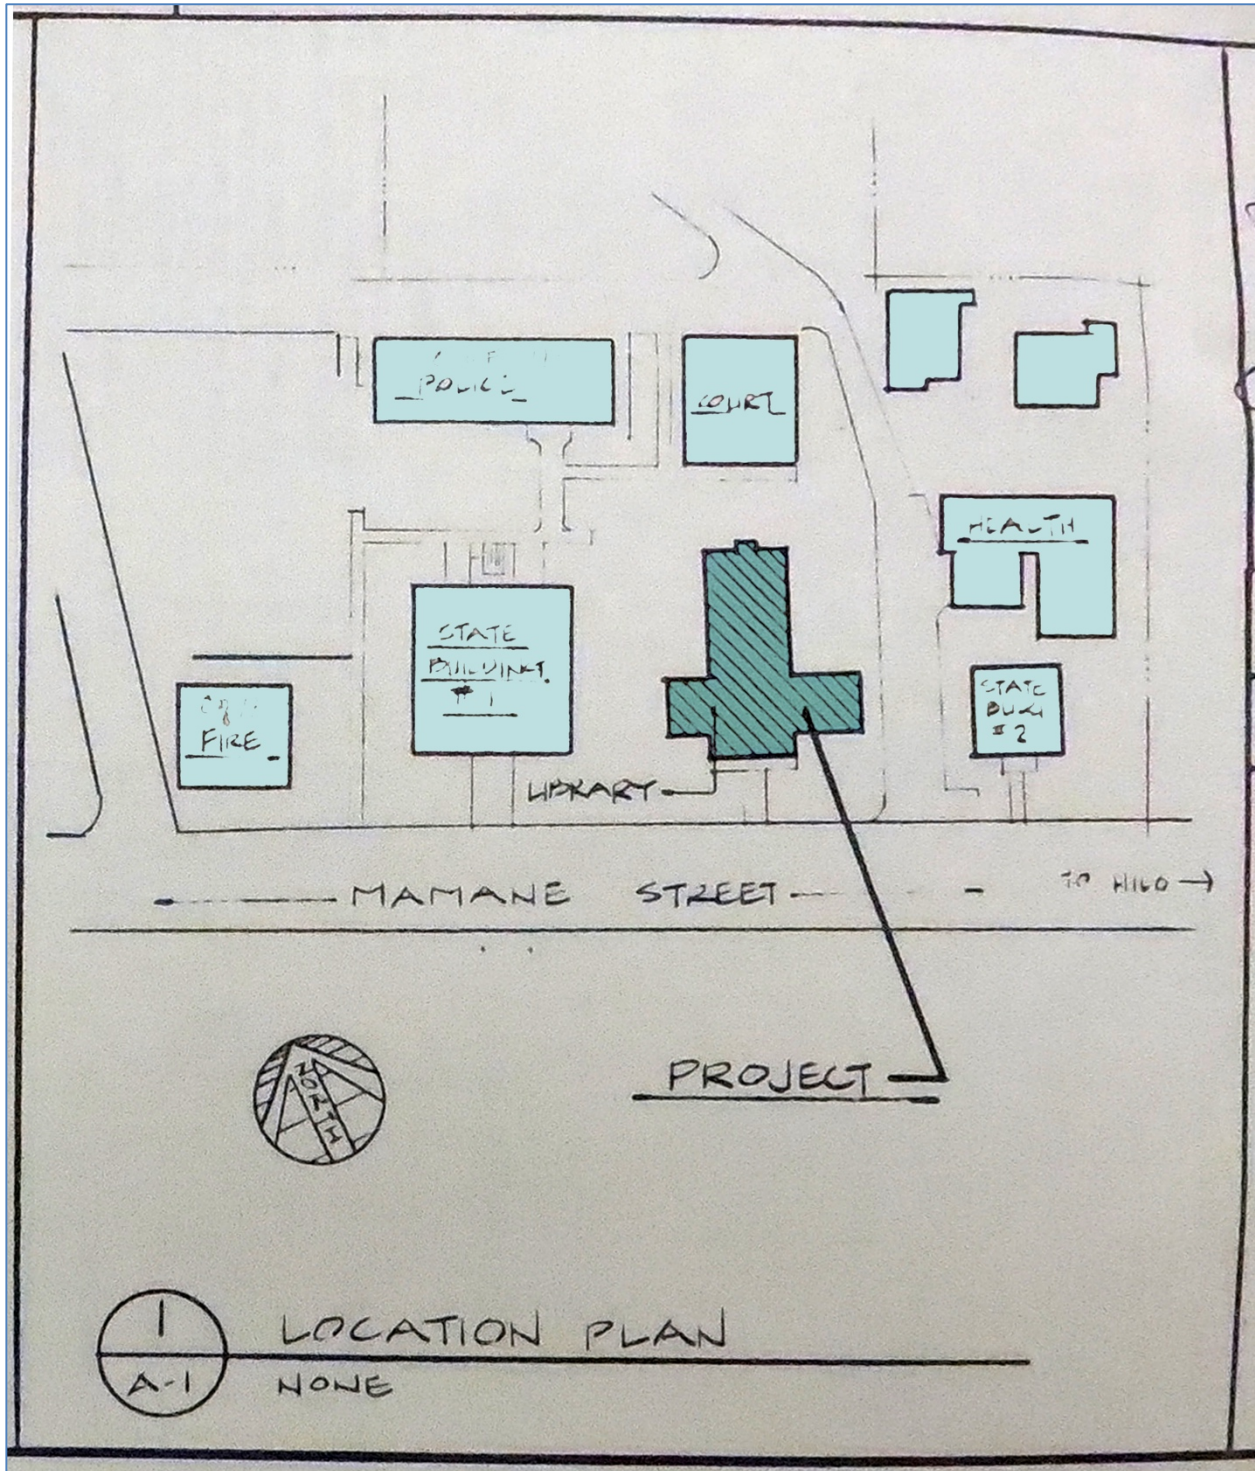 POLICE
COURT
HEALTH
STATE
BUILDING
#1
STATE
BLDG
#2
FIRE
LIBRARY
MAMANE STREET
TO HILO →
NORTH
PROJECT
1
LOCATION PLAN
A-1
NONE